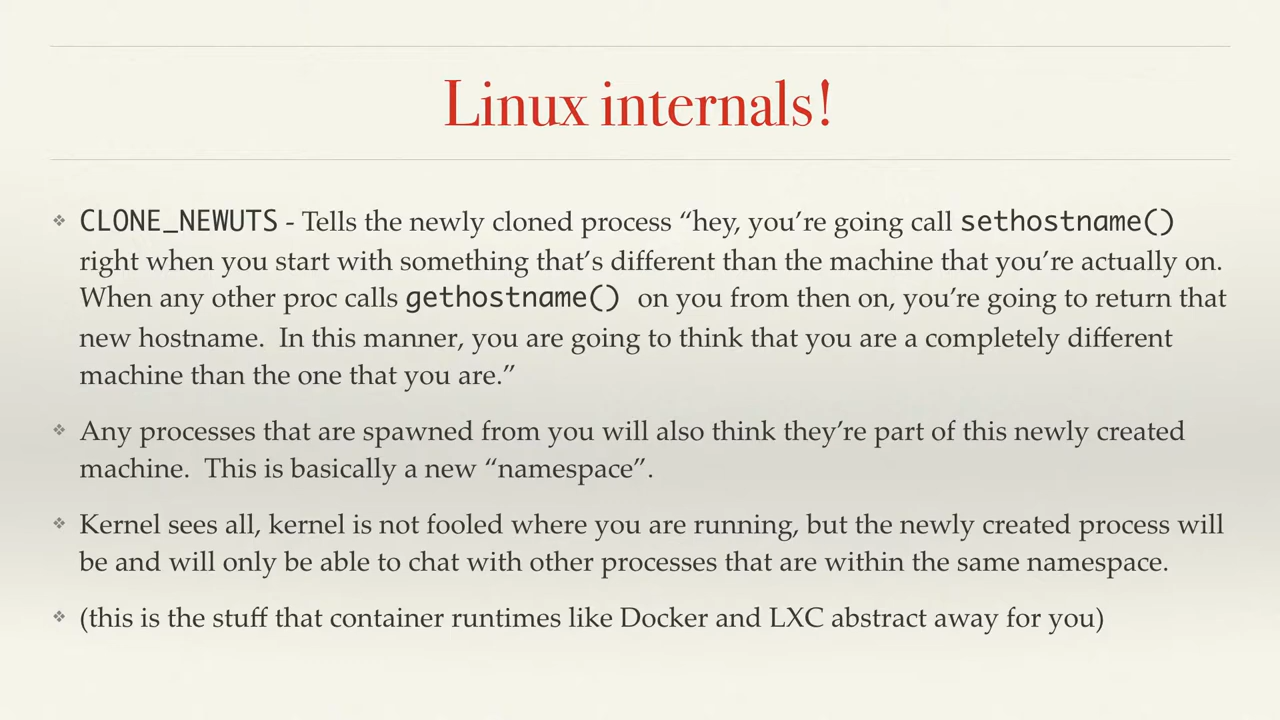 Linux internals!
CLONE_NEWUTS - Tells the newly cloned process “hey, you’re going call sethostname()
right when you start with something that’s different than the machine that you’re actually on.
When any other proc calls gethostname() on you from then on, you’re going to return that
new hostname. In this manner, you are going to think that you are a completely different
machine than the one that you are.”
Any processes that are spawned from you will also think they’re part of this newly created
machine. This is basically a new “namespace”.
Kernel sees all, kernel is not fooled where you are running, but the newly created process will
be and will only be able to chat with other processes that are within the same namespace.
(this is the stuff that container runtimes like Docker and LXC abstract away for you)